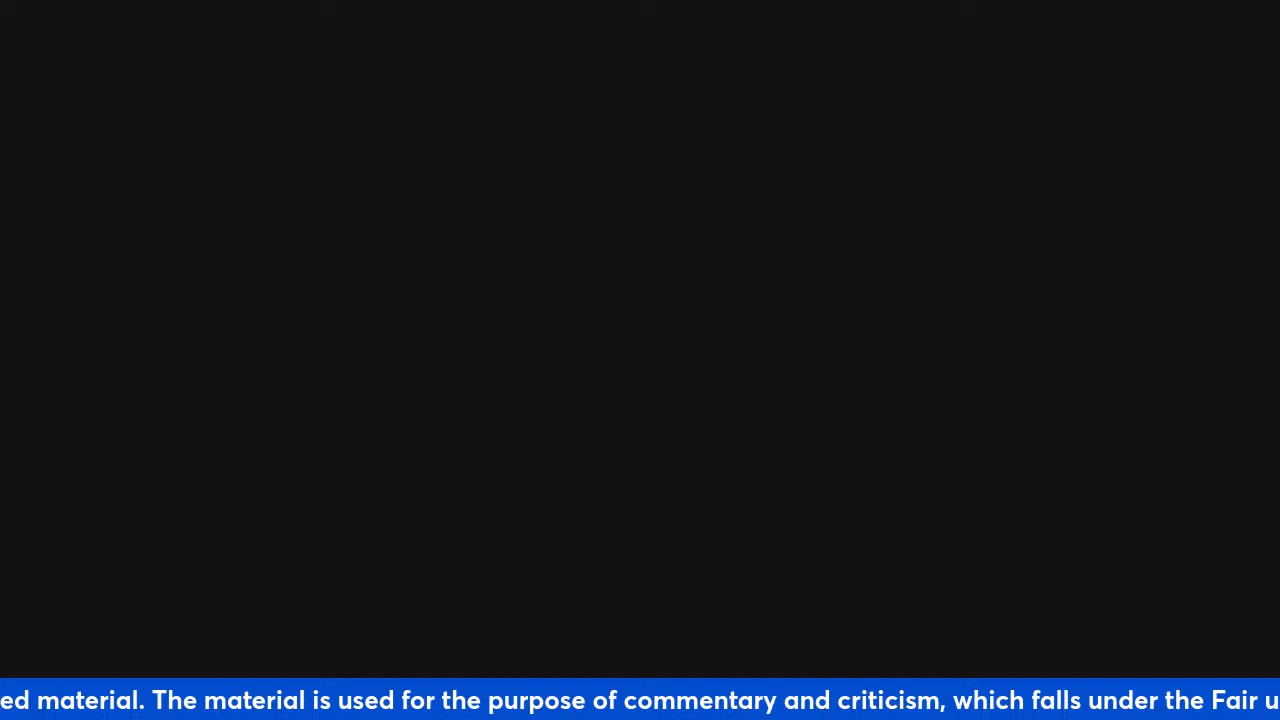 ed material. The material is used for the purpose of commentary and criticism, which falls under the Fair u